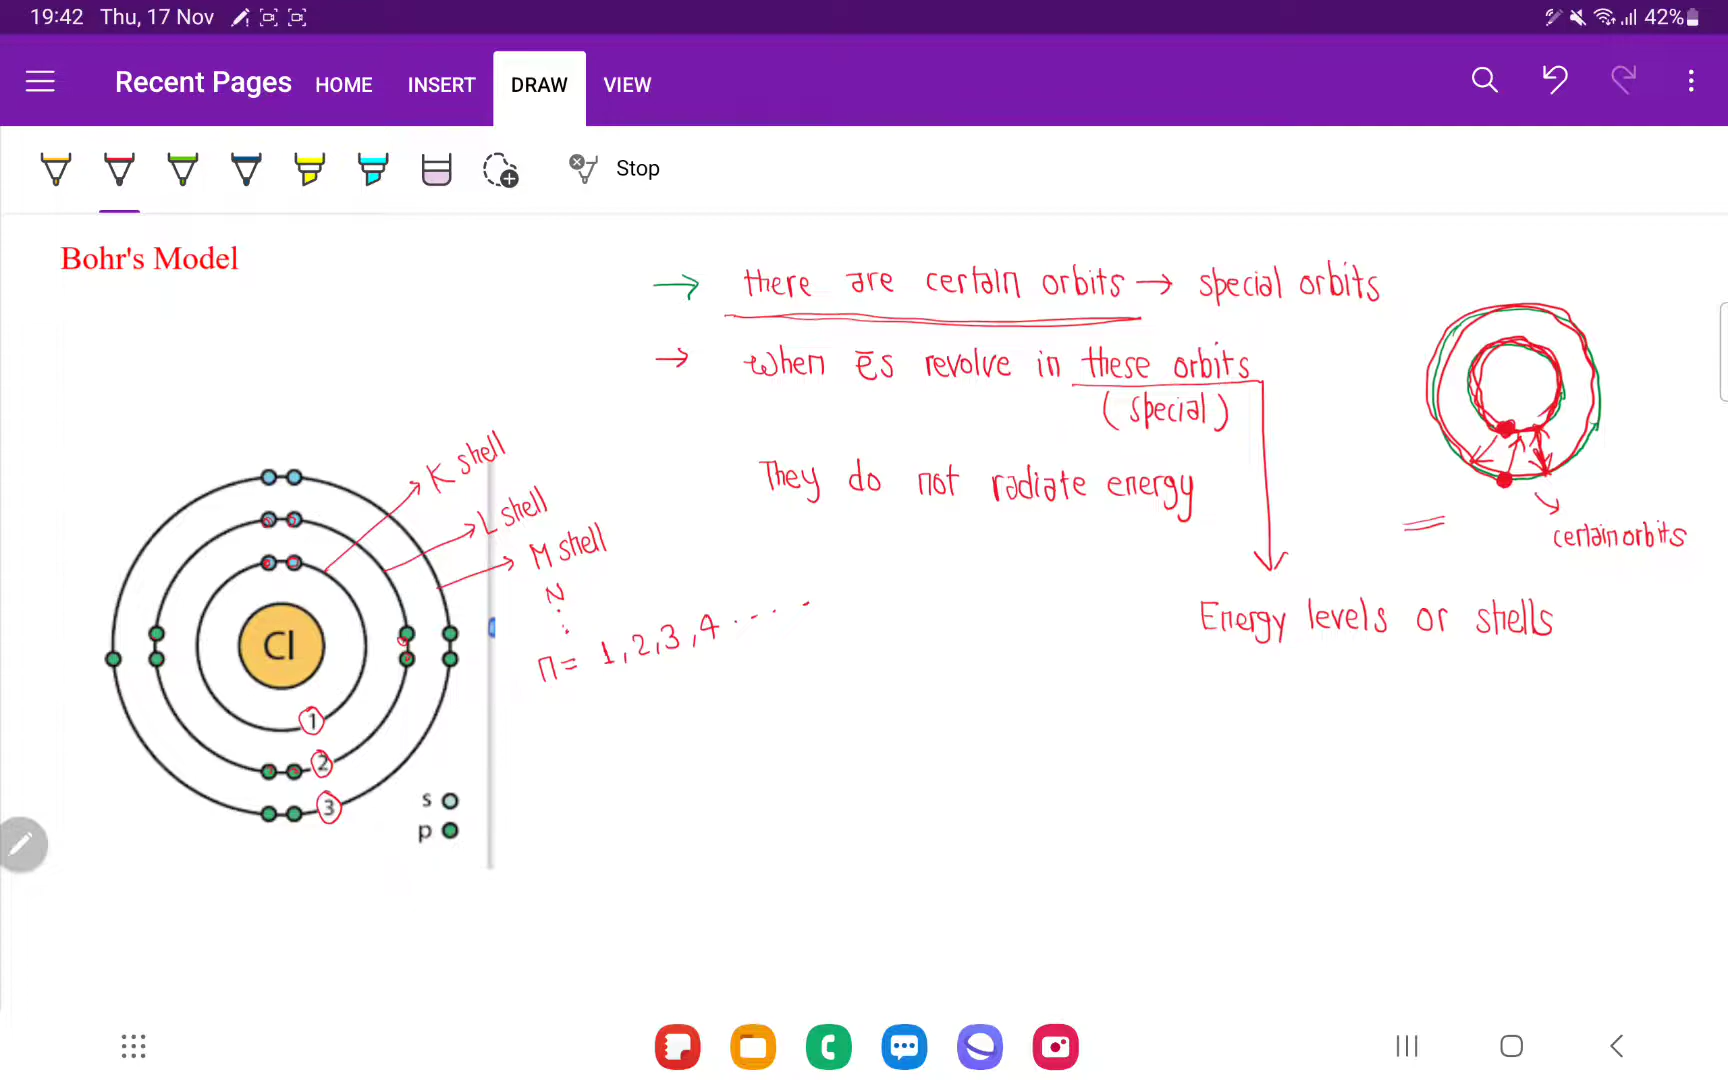 19:42 Thu, 17 Nov 42%
Recent Pages HOME INSERT DRAW VIEW
Stop
Bohr's Model
→ there are certain orbits → special orbits
→ when ēs revolve in these orbits
(special)
They do not radiate energy
certain orbits
Energy levels or shells
K shell
L shell
M shell
N
n = 1, 2, 3, 4 . . . .
Cl
1
2
3
s
p